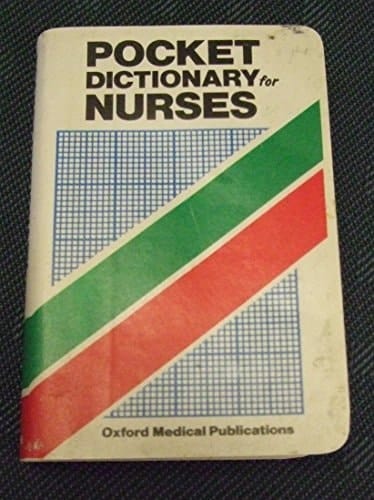 POCKET
DICTIONARY for
NURSES
Oxford Medical Publications